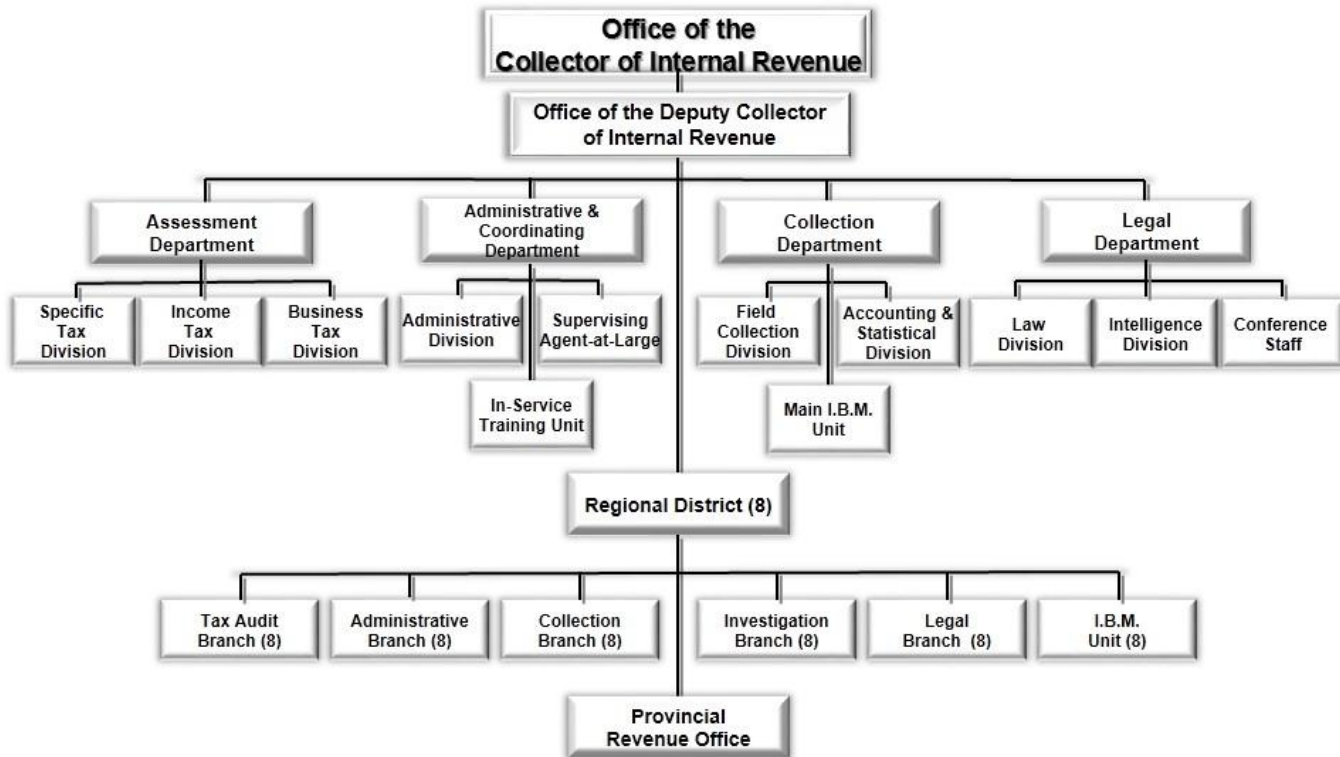 Office of the
Collector of Internal Revenue
Office of the Deputy Collector
of Internal Revenue
Assessment
Department
Administrative &
Coordinating
Department
Collection
Department
Legal
Department
Specific
Tax
Division
Income
Tax
Division
Business
Tax
Division
Administrative
Division
Supervising
Agent-at-Large
Field
Collection
Division
Accounting &
Statistical
Division
Law
Division
Intelligence
Division
Conference
Staff
In-Service
Training Unit
Main I.B.M.
Unit
Regional District (8)
Tax Audit
Branch (8)
Administrative
Branch (8)
Collection
Branch (8)
Investigation
Branch (8)
Legal
Branch (8)
I.B.M.
Unit (8)
Provincial
Revenue Office